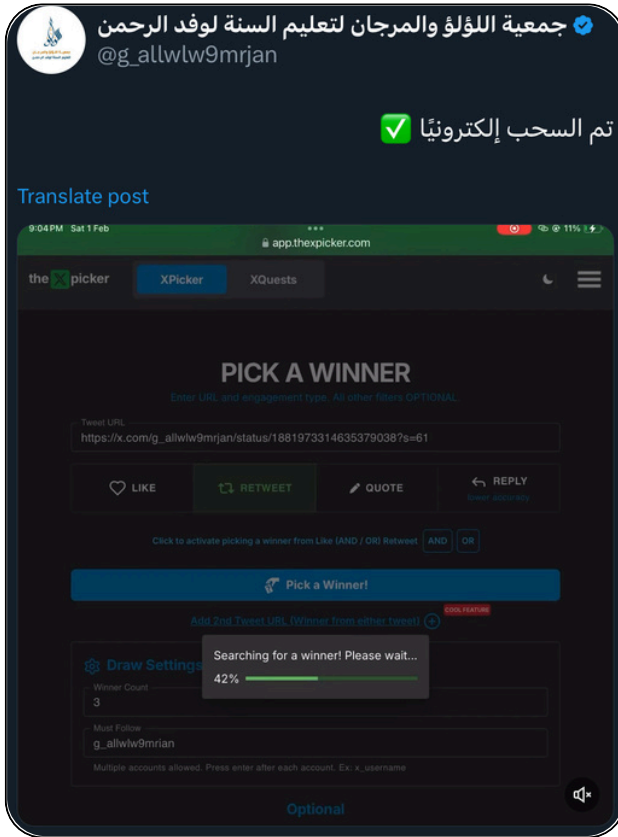 جمعية اللؤلؤ والمرجان لتعليم السنة لوفد الرحمن
@g_allwlw9mrjan
تم السحب إلكترونيًا ✅
Translate post
9:04 PM Sat 1 Feb
11%
app.thexpicker.com
the X picker
XPicker
XQuests
PICK A WINNER
Enter URL and engagement type. All other filters OPTIONAL.
Tweet URL
https://x.com/g_allwlw9mrjan/status/1881973314635379038?s=61
LIKE
RETWEET
QUOTE
REPLY
lower accuracy
Click to activate picking a winner from Like (AND / OR) Retweet AND OR
Pick a Winner!
COOL FEATURE
Add 2nd Tweet URL (Winner from either tweet)
Searching for a winner! Please wait...
42%
Draw Settings
Winner Count
3
Must Follow
g_allwlw9mrjan
Multiple accounts allowed. Press enter after each account. Ex: x_username
Optional